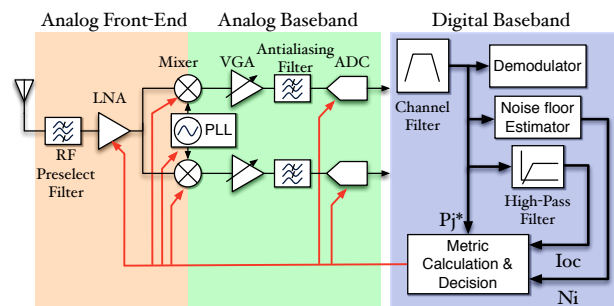 Analog Front-End
Analog Baseband
Digital Baseband
Mixer
VGA
Antialiasing
Filter
ADC
LNA
PLL
RF
Preselect
Filter
Channel
Filter
Demodulator
Noise floor
Estimator
High-Pass
Filter
Pj*
Metric
Calculation &
Decision
Ioc
Ni